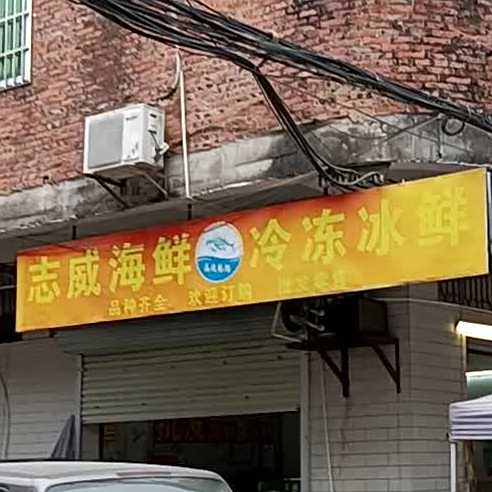 志威海鲜 冷冻冰鲜
品种齐全 欢迎订购